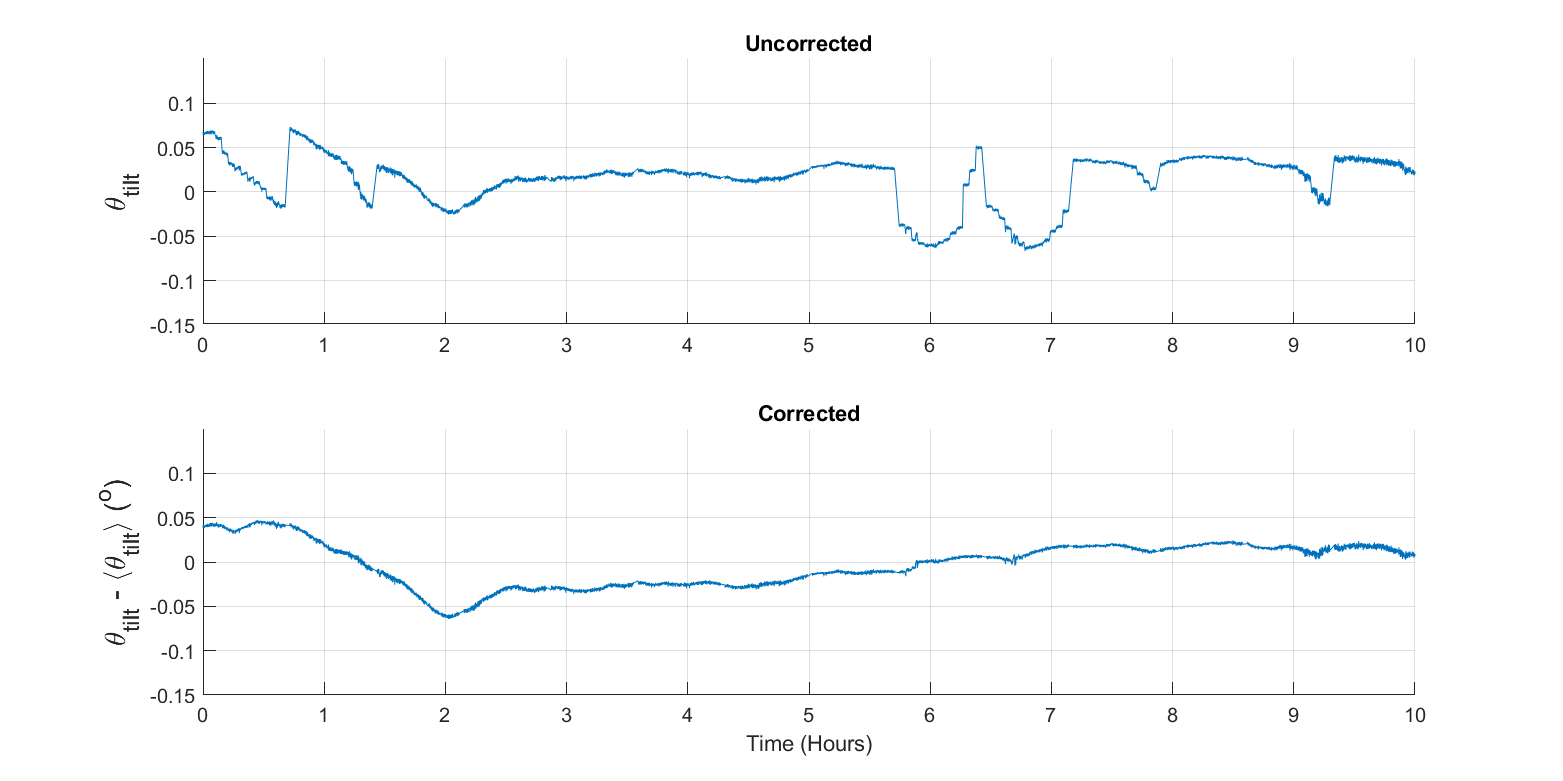 Uncorrected
θtilt
0.1
0.05
0
-0.05
-0.1
-0.15
0 1 2 3 4 5 6 7 8 9 10
Corrected
θtilt - ⟨θtilt⟩ (o)
0.1
0.05
0
-0.05
-0.1
-0.15
0 1 2 3 4 5 6 7 8 9 10
Time (Hours)